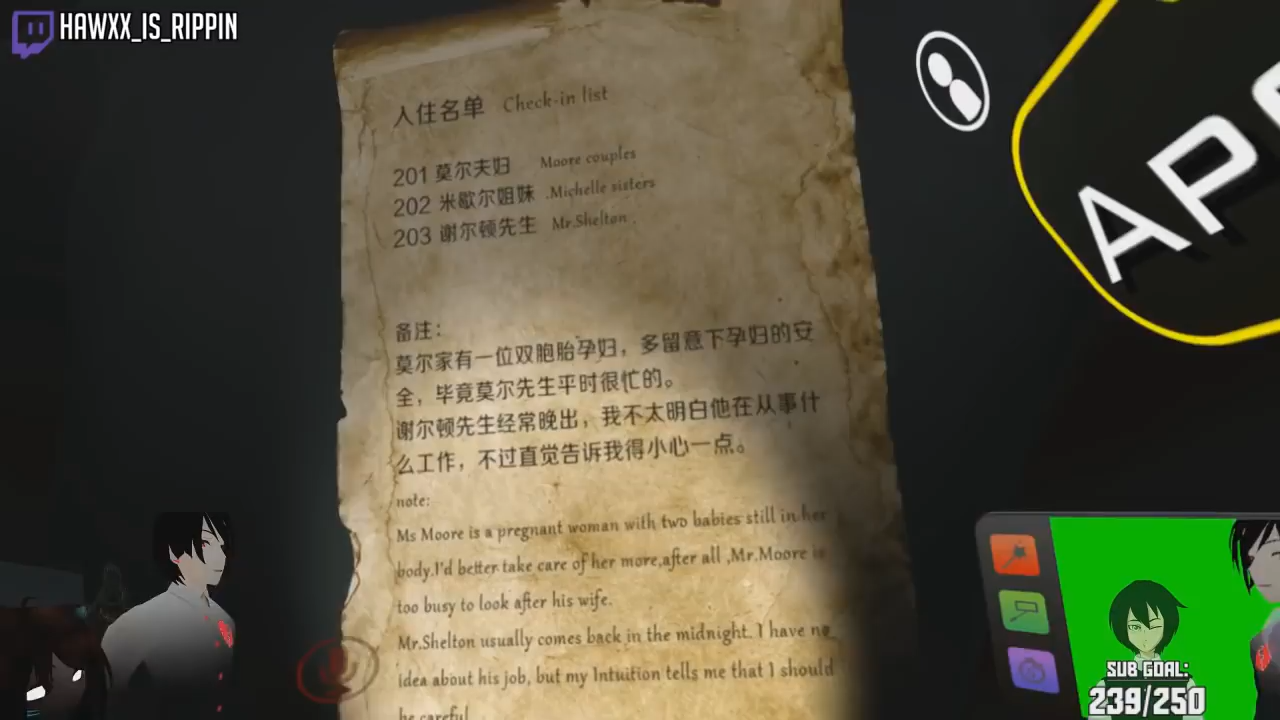 HAWXX_IS_RIPPIN
人住名单 Check-in list
201 莫尔夫妇 Moore couples
202 米歇尔姐妹 .Michelle sisters
203 谢尔顿先生 Mr.Shelton .
备注：
莫尔家有一位双胞胎孕妇，多留意下孕妇的安
全，毕竟莫尔先生平时很忙的。
谢尔顿先生经常晚出，我不太明白他在从事什
么工作，不过直觉告诉我得小心一点。
note:
Ms Moore is a pregnant woman with two babies still in her
body.I'd better take care of her more,after all ,Mr.Moore is
too busy to look after his wife.
Mr.Shelton usually comes back in the midnight. I have no
idea about his job, but my Intuition tells me that I should
be careful
AP
SUB GOAL:
239/250